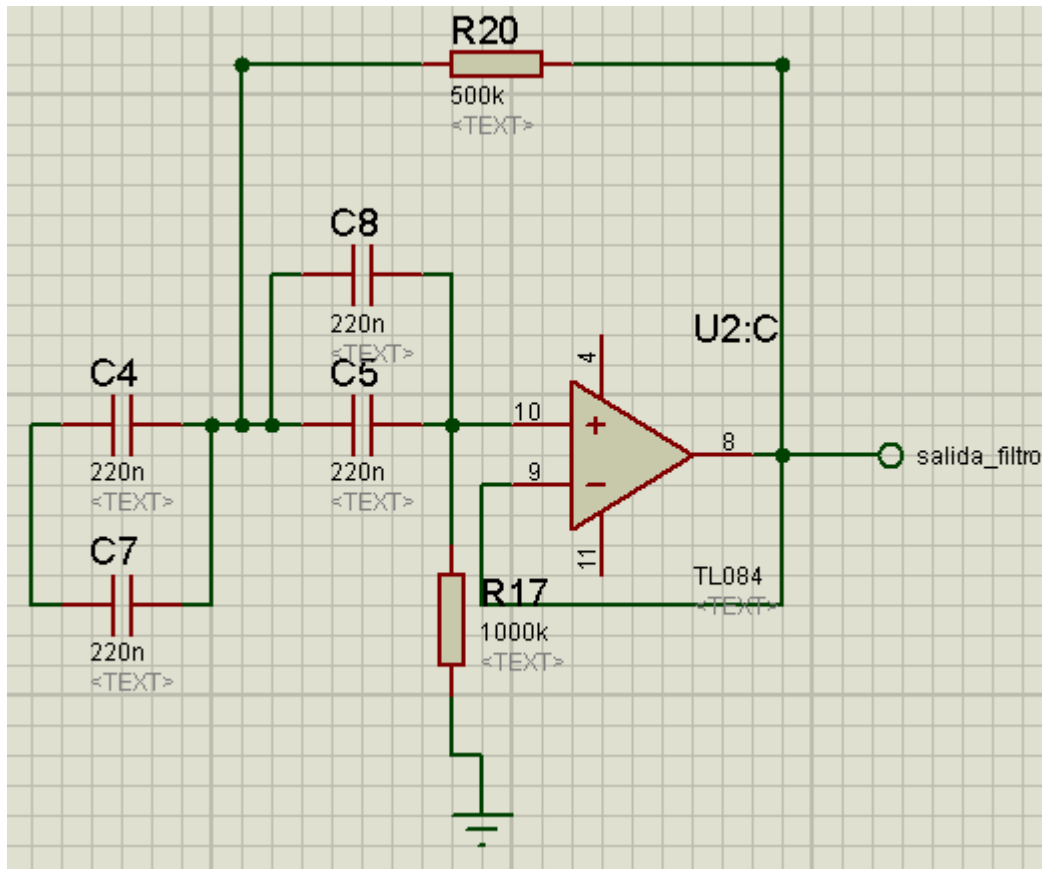 R20
500k
<TEXT>
C8
220n
<TEXT>
C4
220n
<TEXT>
C5
220n
<TEXT>
C7
220n
<TEXT>
U2:C
4
10
+
9
−
8
11
salida_filtro
TL084
<TEXT>
R17
1000k
<TEXT>